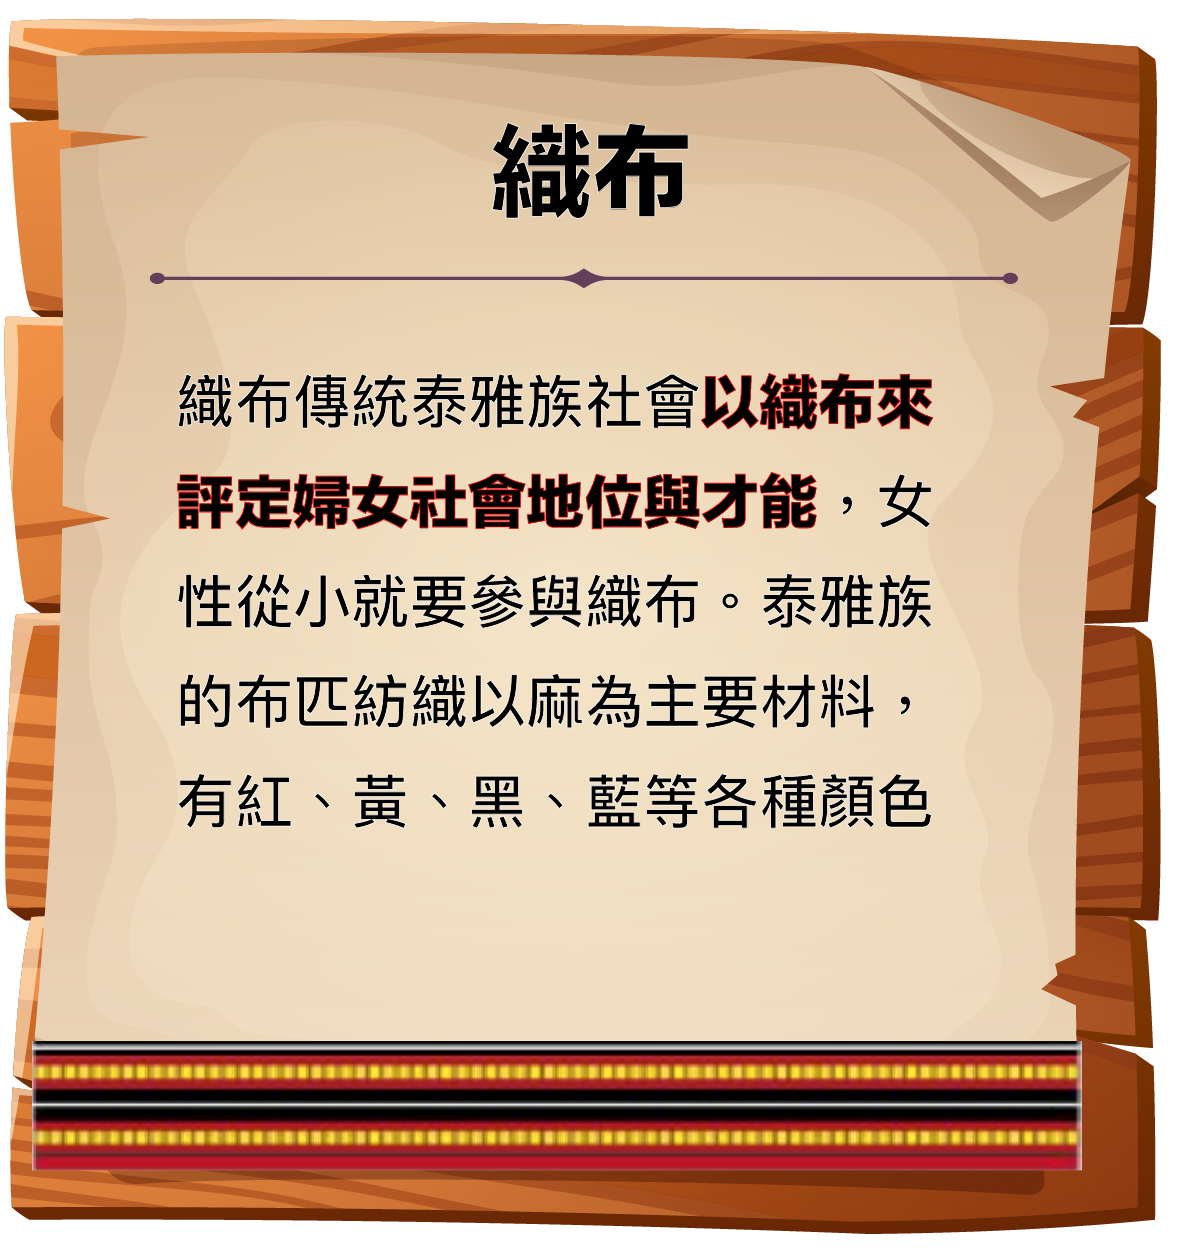 織布
織布傳統泰雅族社會以織布來
評定婦女社會地位與才能，女
性從小就要參與織布。泰雅族
的布匹紡織以麻為主要材料，
有紅、黃、黑、藍等各種顏色